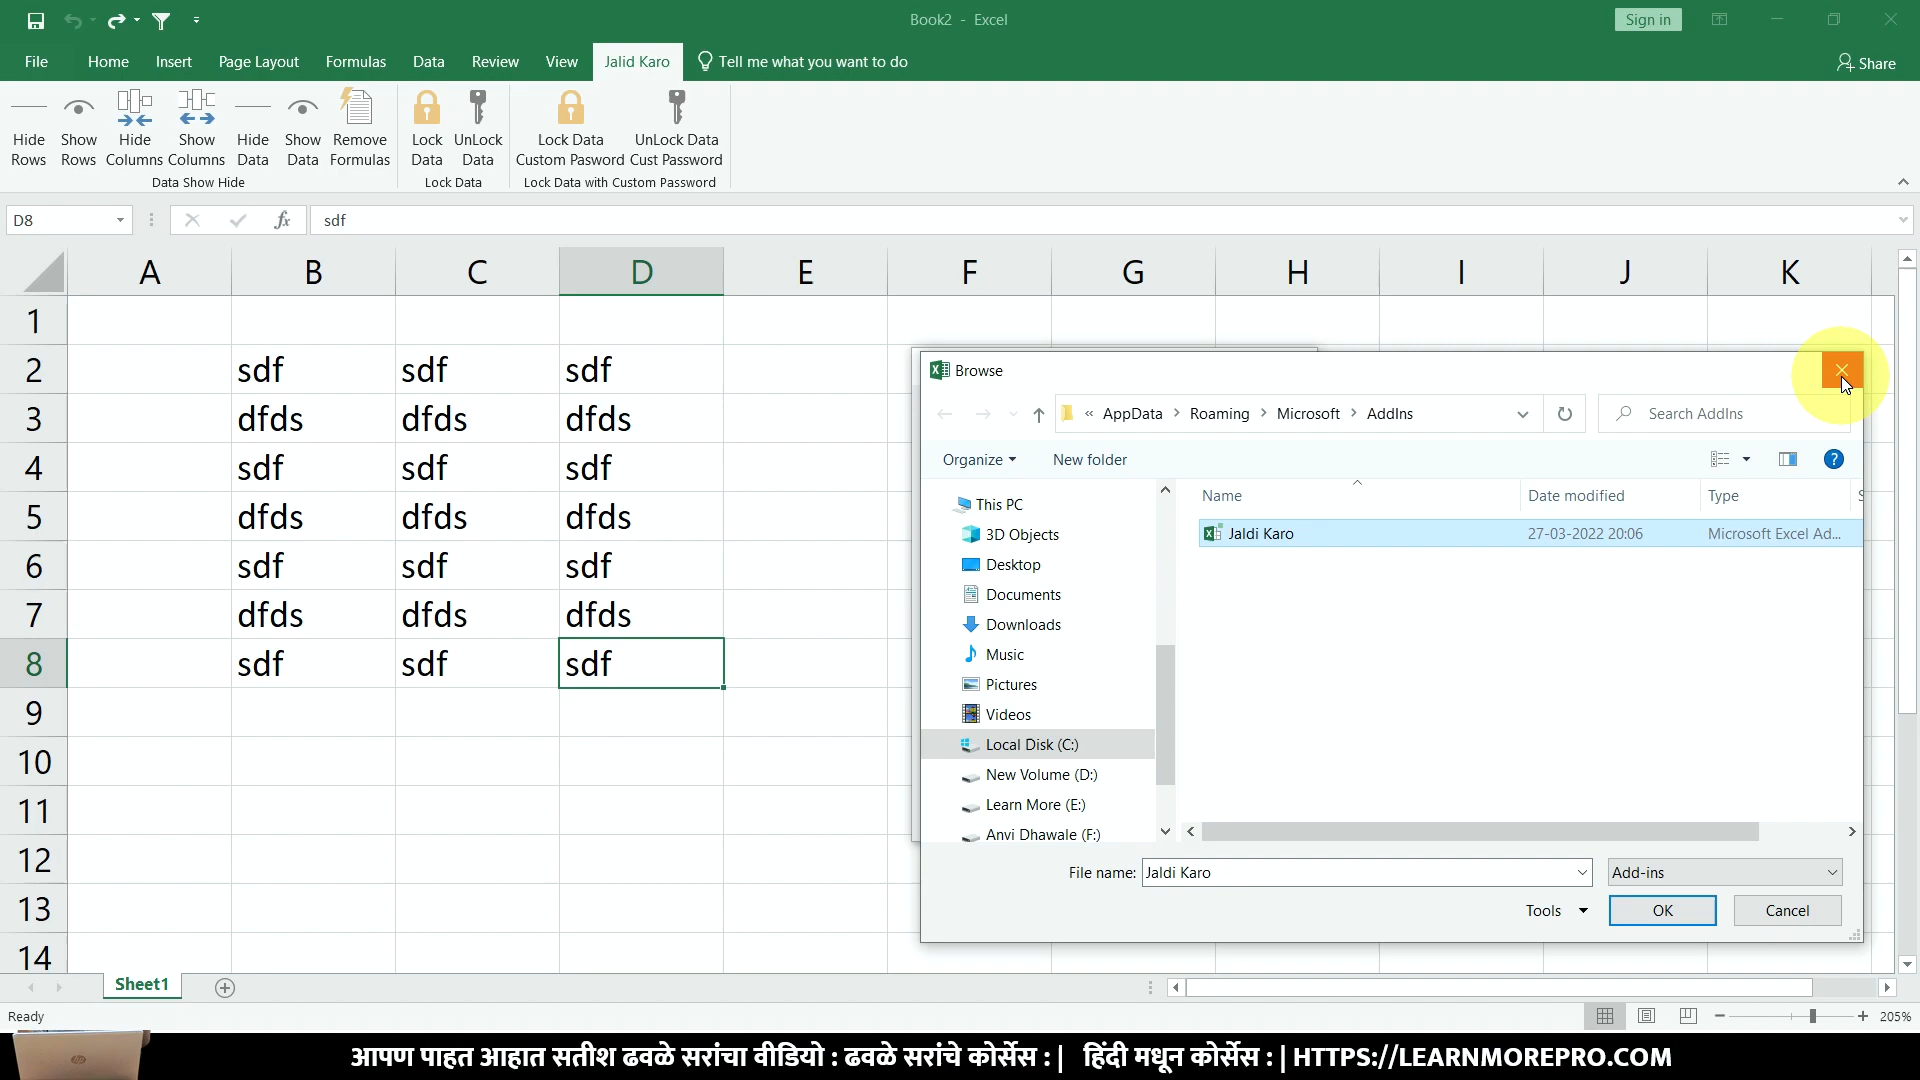 Book2 - Excel
Sign in
File Home Insert Page Layout Formulas Data Review View Jalid Karo Tell me what you want to do Share
Hide Rows
Show Rows
Hide Columns
Show Columns
Hide Data
Show Data
Remove Formulas
Lock Data
UnLock Data
Lock Data Custom Pasword
UnLock Data Cust Password
Data Show Hide Lock Data Lock Data with Custom Password
D8 fx sdf
A B C D E F G H I J K
1
2 sdf sdf sdf
3 dfds dfds dfds
4 sdf sdf sdf
5 dfds dfds dfds
6 sdf sdf sdf
7 dfds dfds dfds
8 sdf sdf sdf
9
10
11
12
13
14
Browse
« AppData > Roaming > Microsoft > AddIns
Search AddIns
Organize New folder
This PC
3D Objects
Desktop
Documents
Downloads
Music
Pictures
Videos
Local Disk (C:)
New Volume (D:)
Learn More (E:)
Anvi Dhawale (F:)
Name Date modified Type S
Jaldi Karo 27-03-2022 20:06 Microsoft Excel Ad...
File name: Jaldi Karo Add-ins
Tools OK Cancel
Sheet1
Ready 205%
hp
आपण पाहत आहात सतीश ढवळे सरांचा वीडियो : ढवळे सरांचे कोर्सेस : | हिंदी मधून कोर्सेस : | HTTPS://LEARNMOREPRO.COM